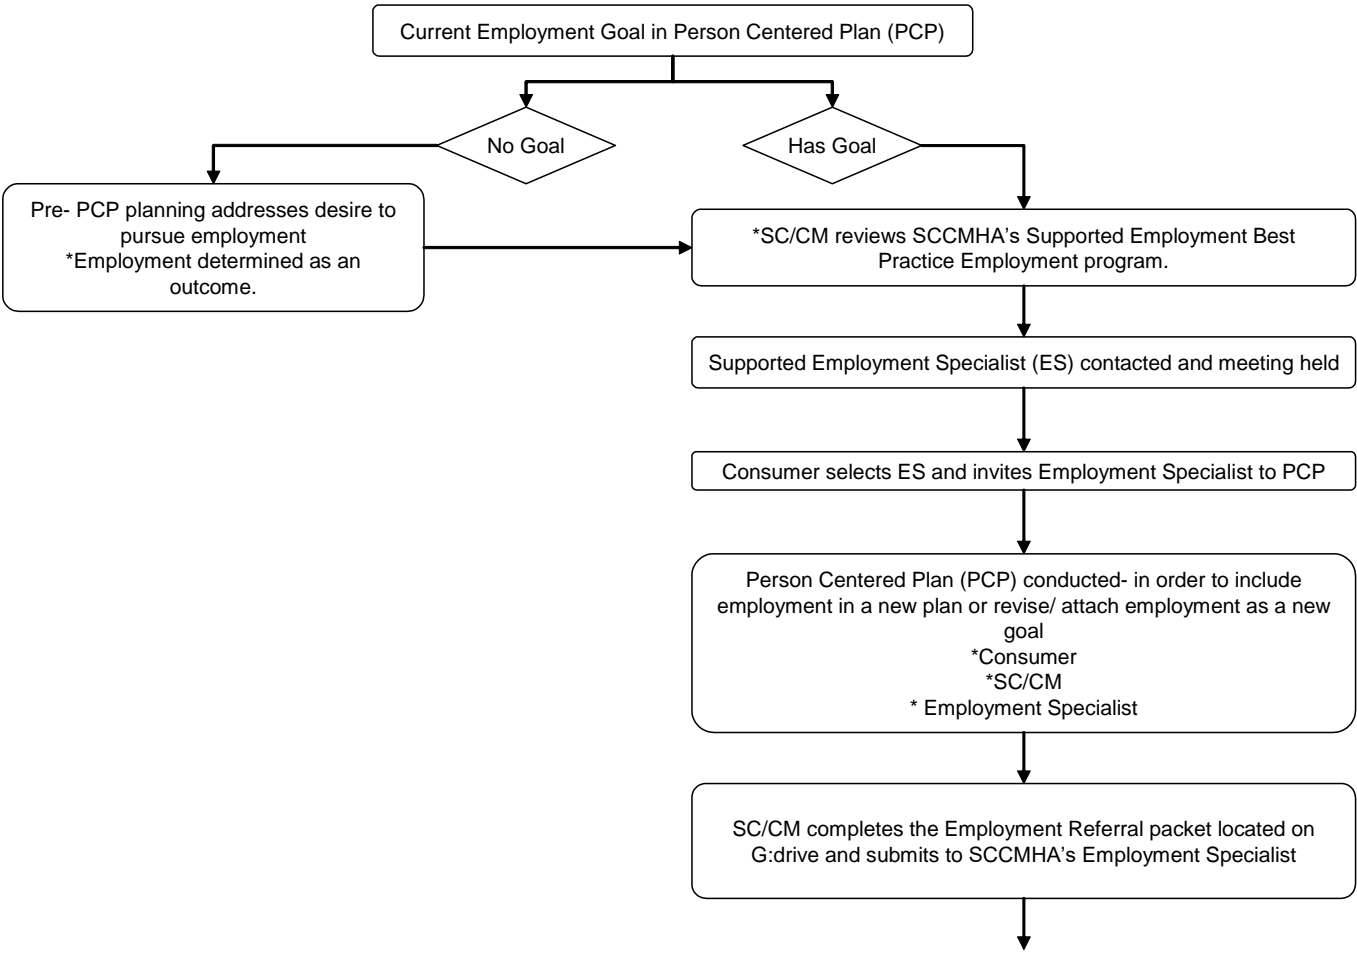 Current Employment Goal in Person Centered Plan (PCP)
No Goal
Has Goal
Pre- PCP planning addresses desire to
pursue employment
*Employment determined as an
outcome.
*SC/CM reviews SCCMHA's Supported Employment Best
Practice Employment program.
Supported Employment Specialist (ES) contacted and meeting held
Consumer selects ES and invites Employment Specialist to PCP
Person Centered Plan (PCP) conducted- in order to include
employment in a new plan or revise/ attach employment as a new
goal
*Consumer
*SC/CM
* Employment Specialist
SC/CM completes the Employment Referral packet located on
G:drive and submits to SCCMHA's Employment Specialist